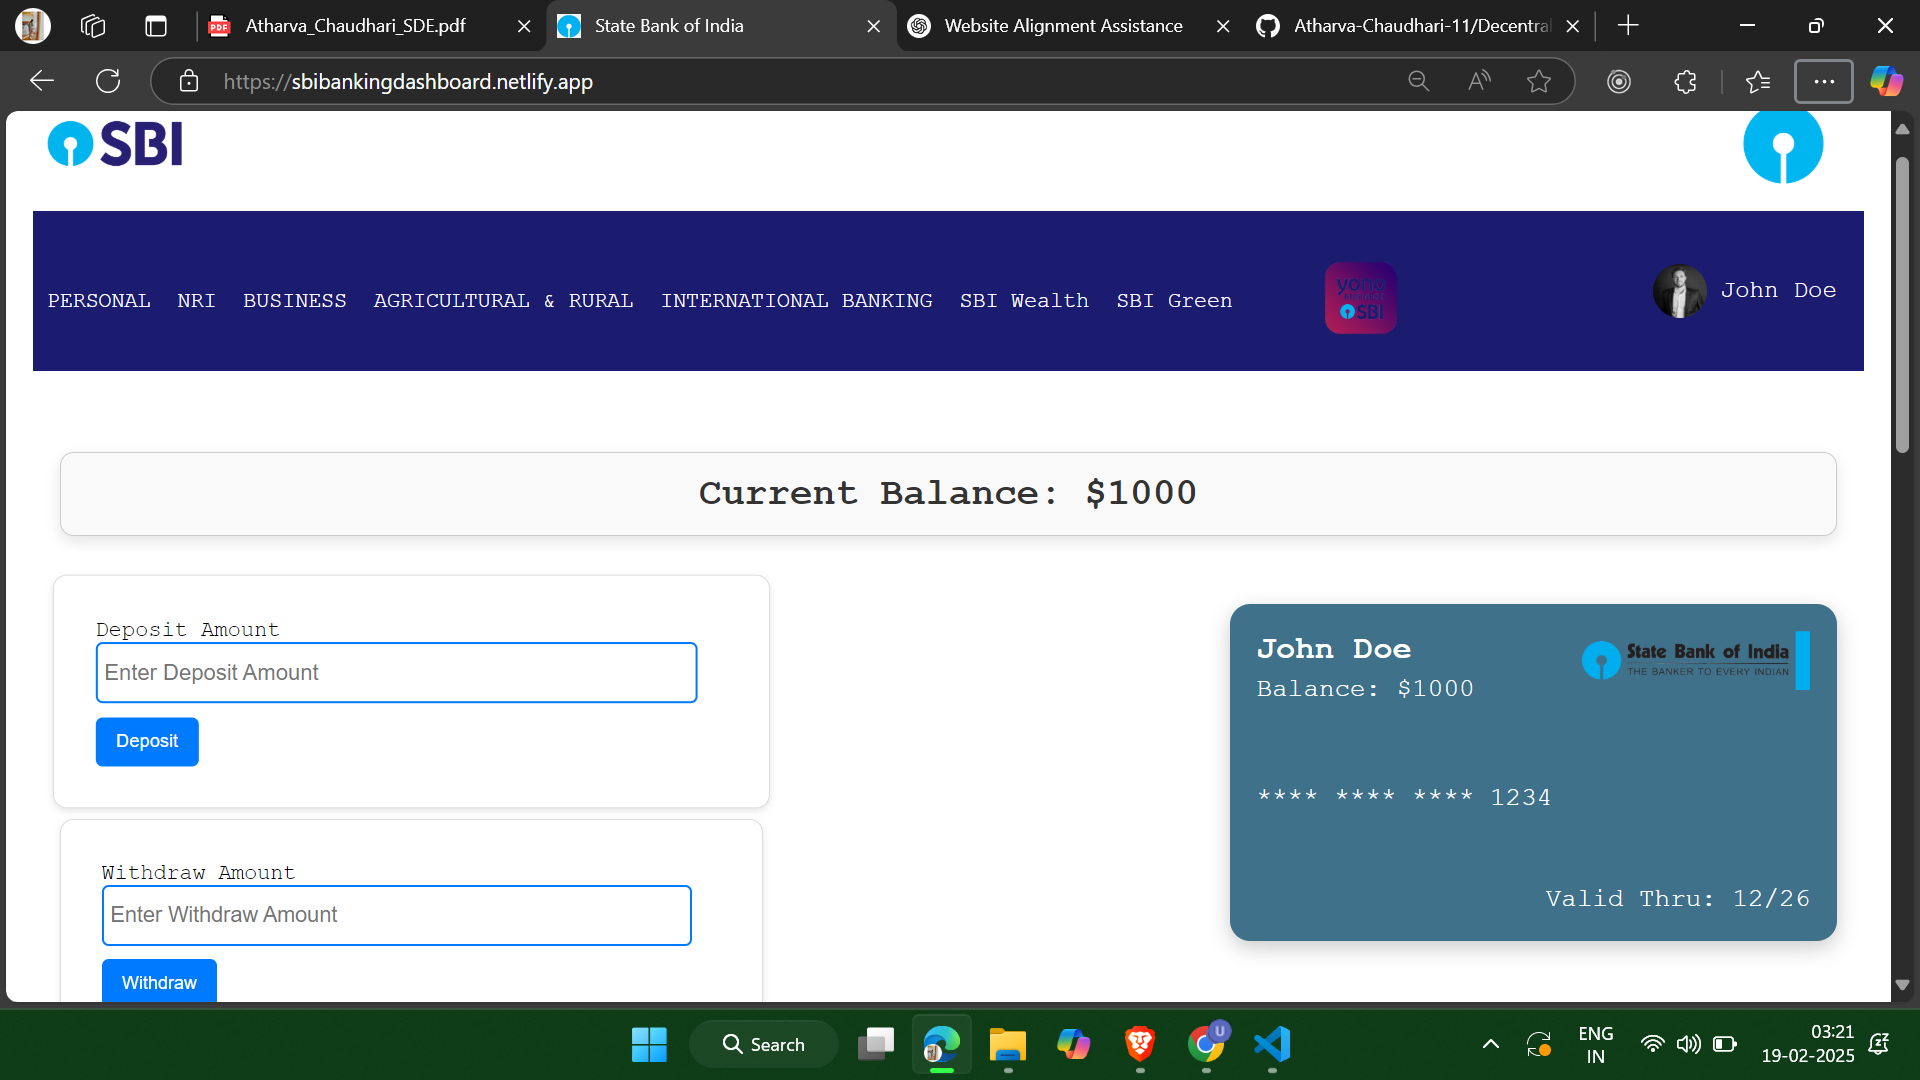 Atharva_Chaudhari_SDE.pdf
State Bank of India
Website Alignment Assistance
Atharva-Chaudhari-11/Decentral
https://sbibankingdashboard.netlify.app
SBI
PERSONAL NRI BUSINESS AGRICULTURAL & RURAL INTERNATIONAL BANKING SBI Wealth SBI Green
yono
SBI
John Doe
Current Balance: $1000
Deposit Amount
Enter Deposit Amount
Deposit
John Doe
State Bank of India
THE BANKER TO EVERY INDIAN
Balance: $1000
**** **** **** 1234
Valid Thru: 12/26
Withdraw Amount
Enter Withdraw Amount
Withdraw
Search
U
ENG
IN
03:21
19-02-2025